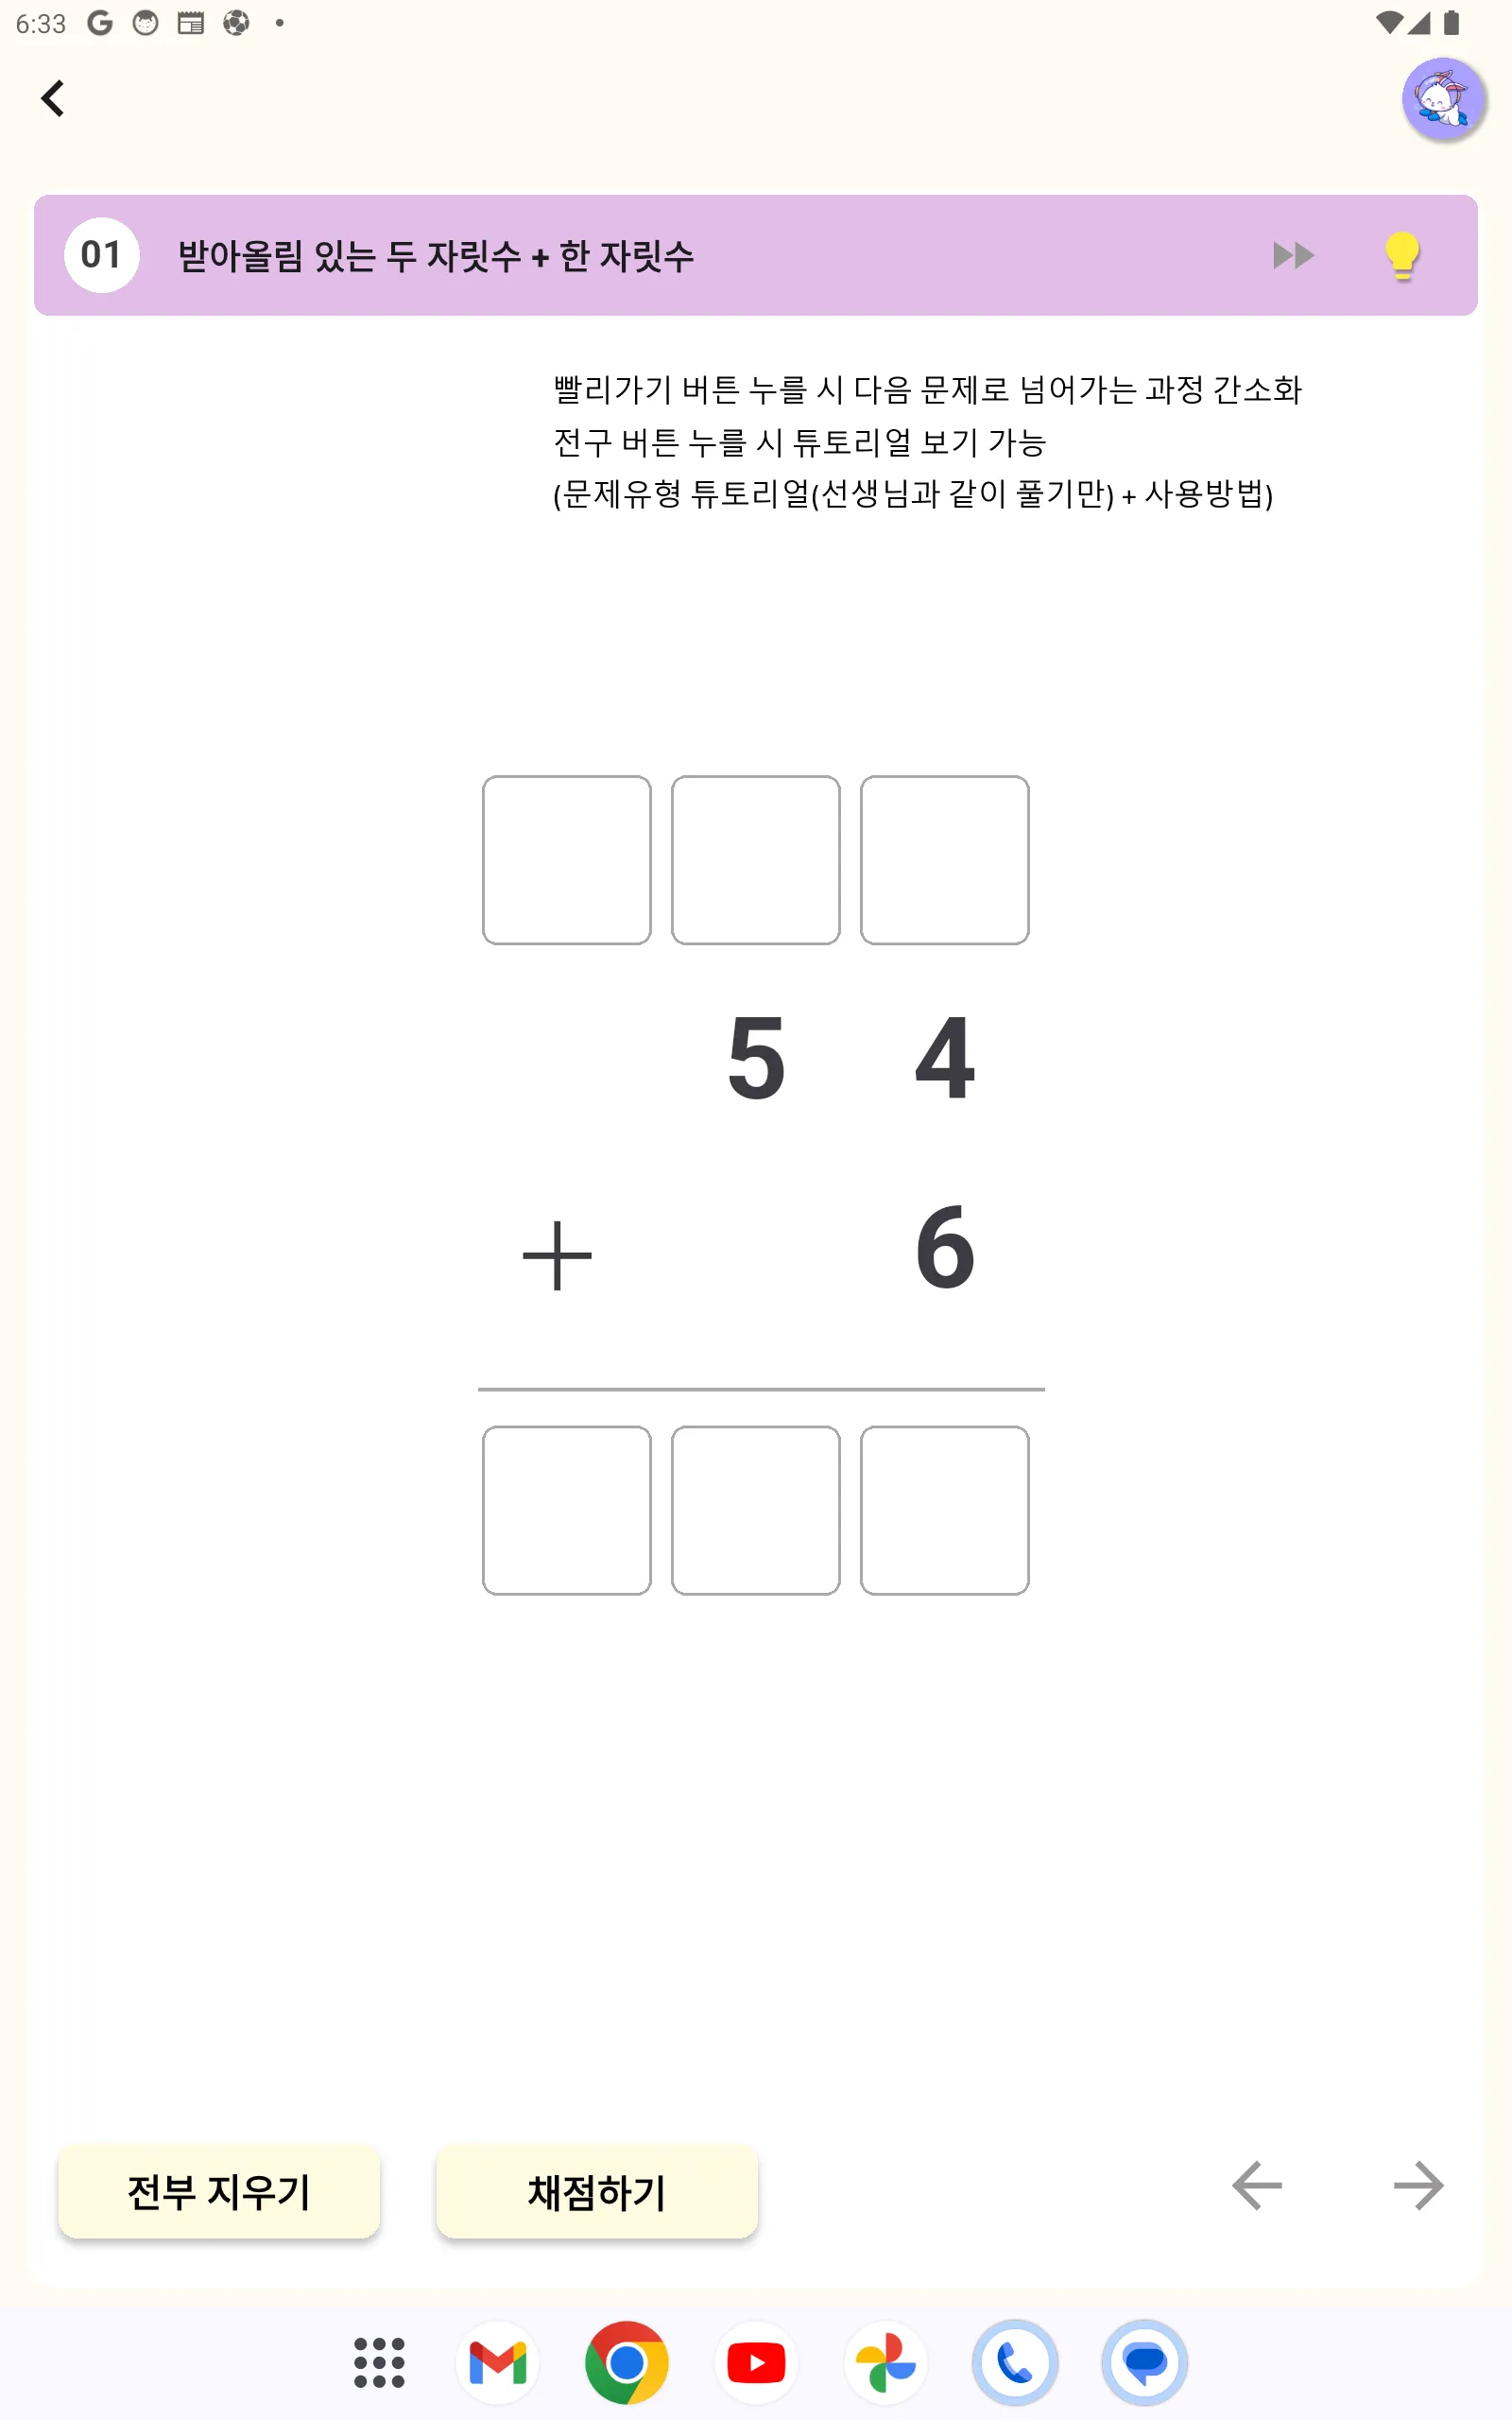 6:33
01 받아올림 있는 두 자릿수 + 한 자릿수
빨리가기 버튼 누를 시 다음 문제로 넘어가는 과정 간소화
전구 버튼 누를 시 튜토리얼 보기 가능
(문제유형 튜토리얼(선생님과 같이 풀기만) + 사용방법)
5 4
+ 6
전부 지우기 채점하기